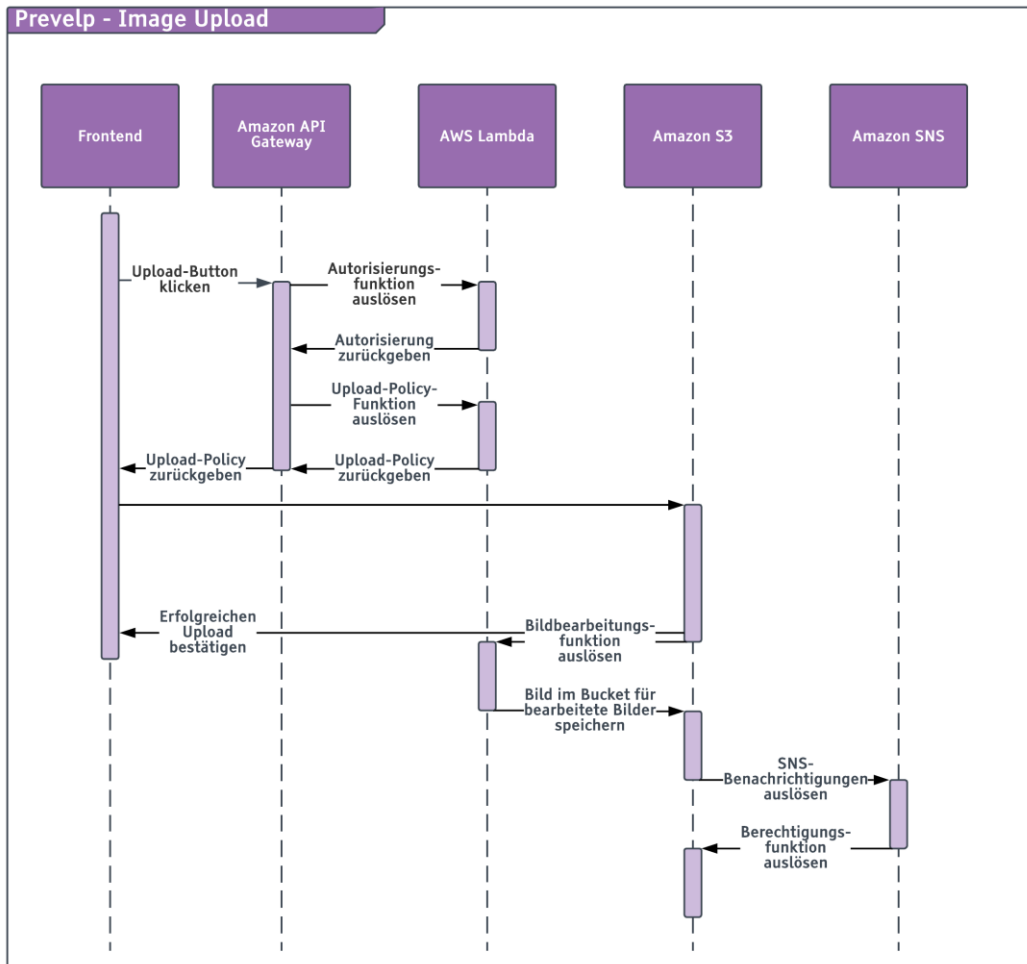 Prevelp - Image Upload
Frontend
Amazon API
Gateway
AWS Lambda
Amazon S3
Amazon SNS
Upload-Button
klicken
Autorisierungs-
funktion
auslösen
Autorisierung
zurückgeben
Upload-Policy-
Funktion
auslösen
Upload-Policy
zurückgeben
Upload-Policy
zurückgeben
Erfolgreichen
Upload
bestätigen
Bildbearbeitungs-
funktion
auslösen
Bild im Bucket für
bearbeitete Bilder
speichern
SNS-
Benachrichtigungen
auslösen
Berechtigungs-
funktion
auslösen